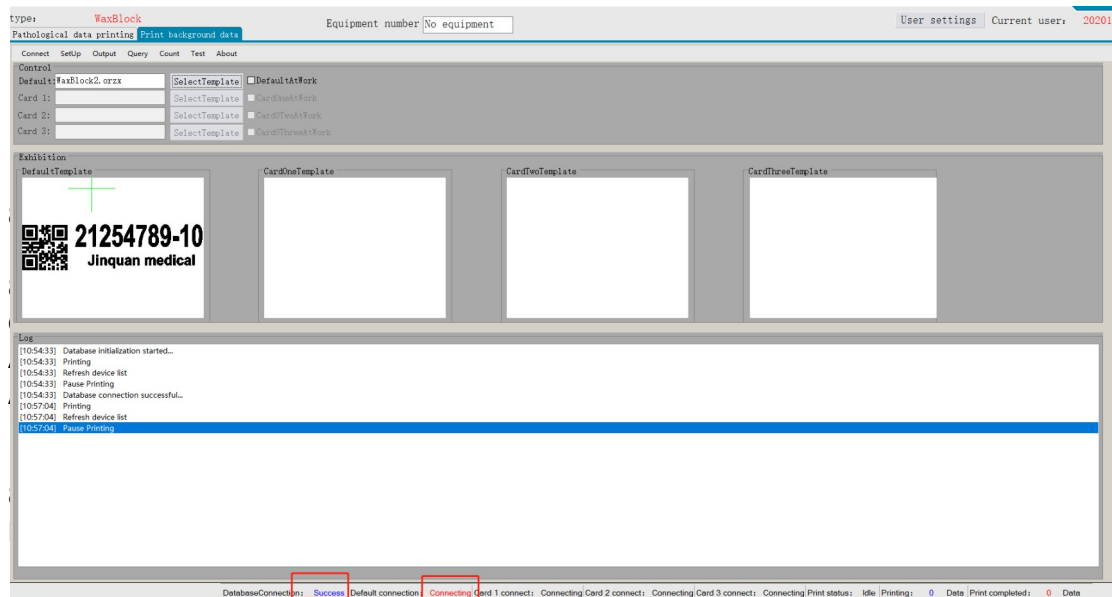 type: WaxBlock Equipment number No equipment User settings Current user: 20201
Pathological data printing Print background data
Connect SetUp Output Query Count Test About
Control
Default: WaxBlock2.orzx SelectTemplate DefaultAtWork
Card 1: SelectTemplate CardOneAtWork
Card 2: SelectTemplate CardOTwoAtWork
Card 3: SelectTemplate CardOThreeAtWork
Exhibition
DefaultTemplate CardOneTemplate CardTwoTemplate CardThreeTemplate
21254789-10
Jinquan medical
Log
[10:54:33] Database initialization started...
[10:54:33] Printing
[10:54:33] Refresh device list
[10:54:33] Pause Printing
[10:54:33] Database connection successful...
[10:57:04] Printing
[10:57:04] Refresh device list
[10:57:04] Pause Printing
DatabaseConnection: Success Default connection: Connecting Card 1 connect: Connecting Card 2 connect: Connecting Card 3 connect: Connecting Print status: Idle Printing: 0 Data Print completed: 0 Data